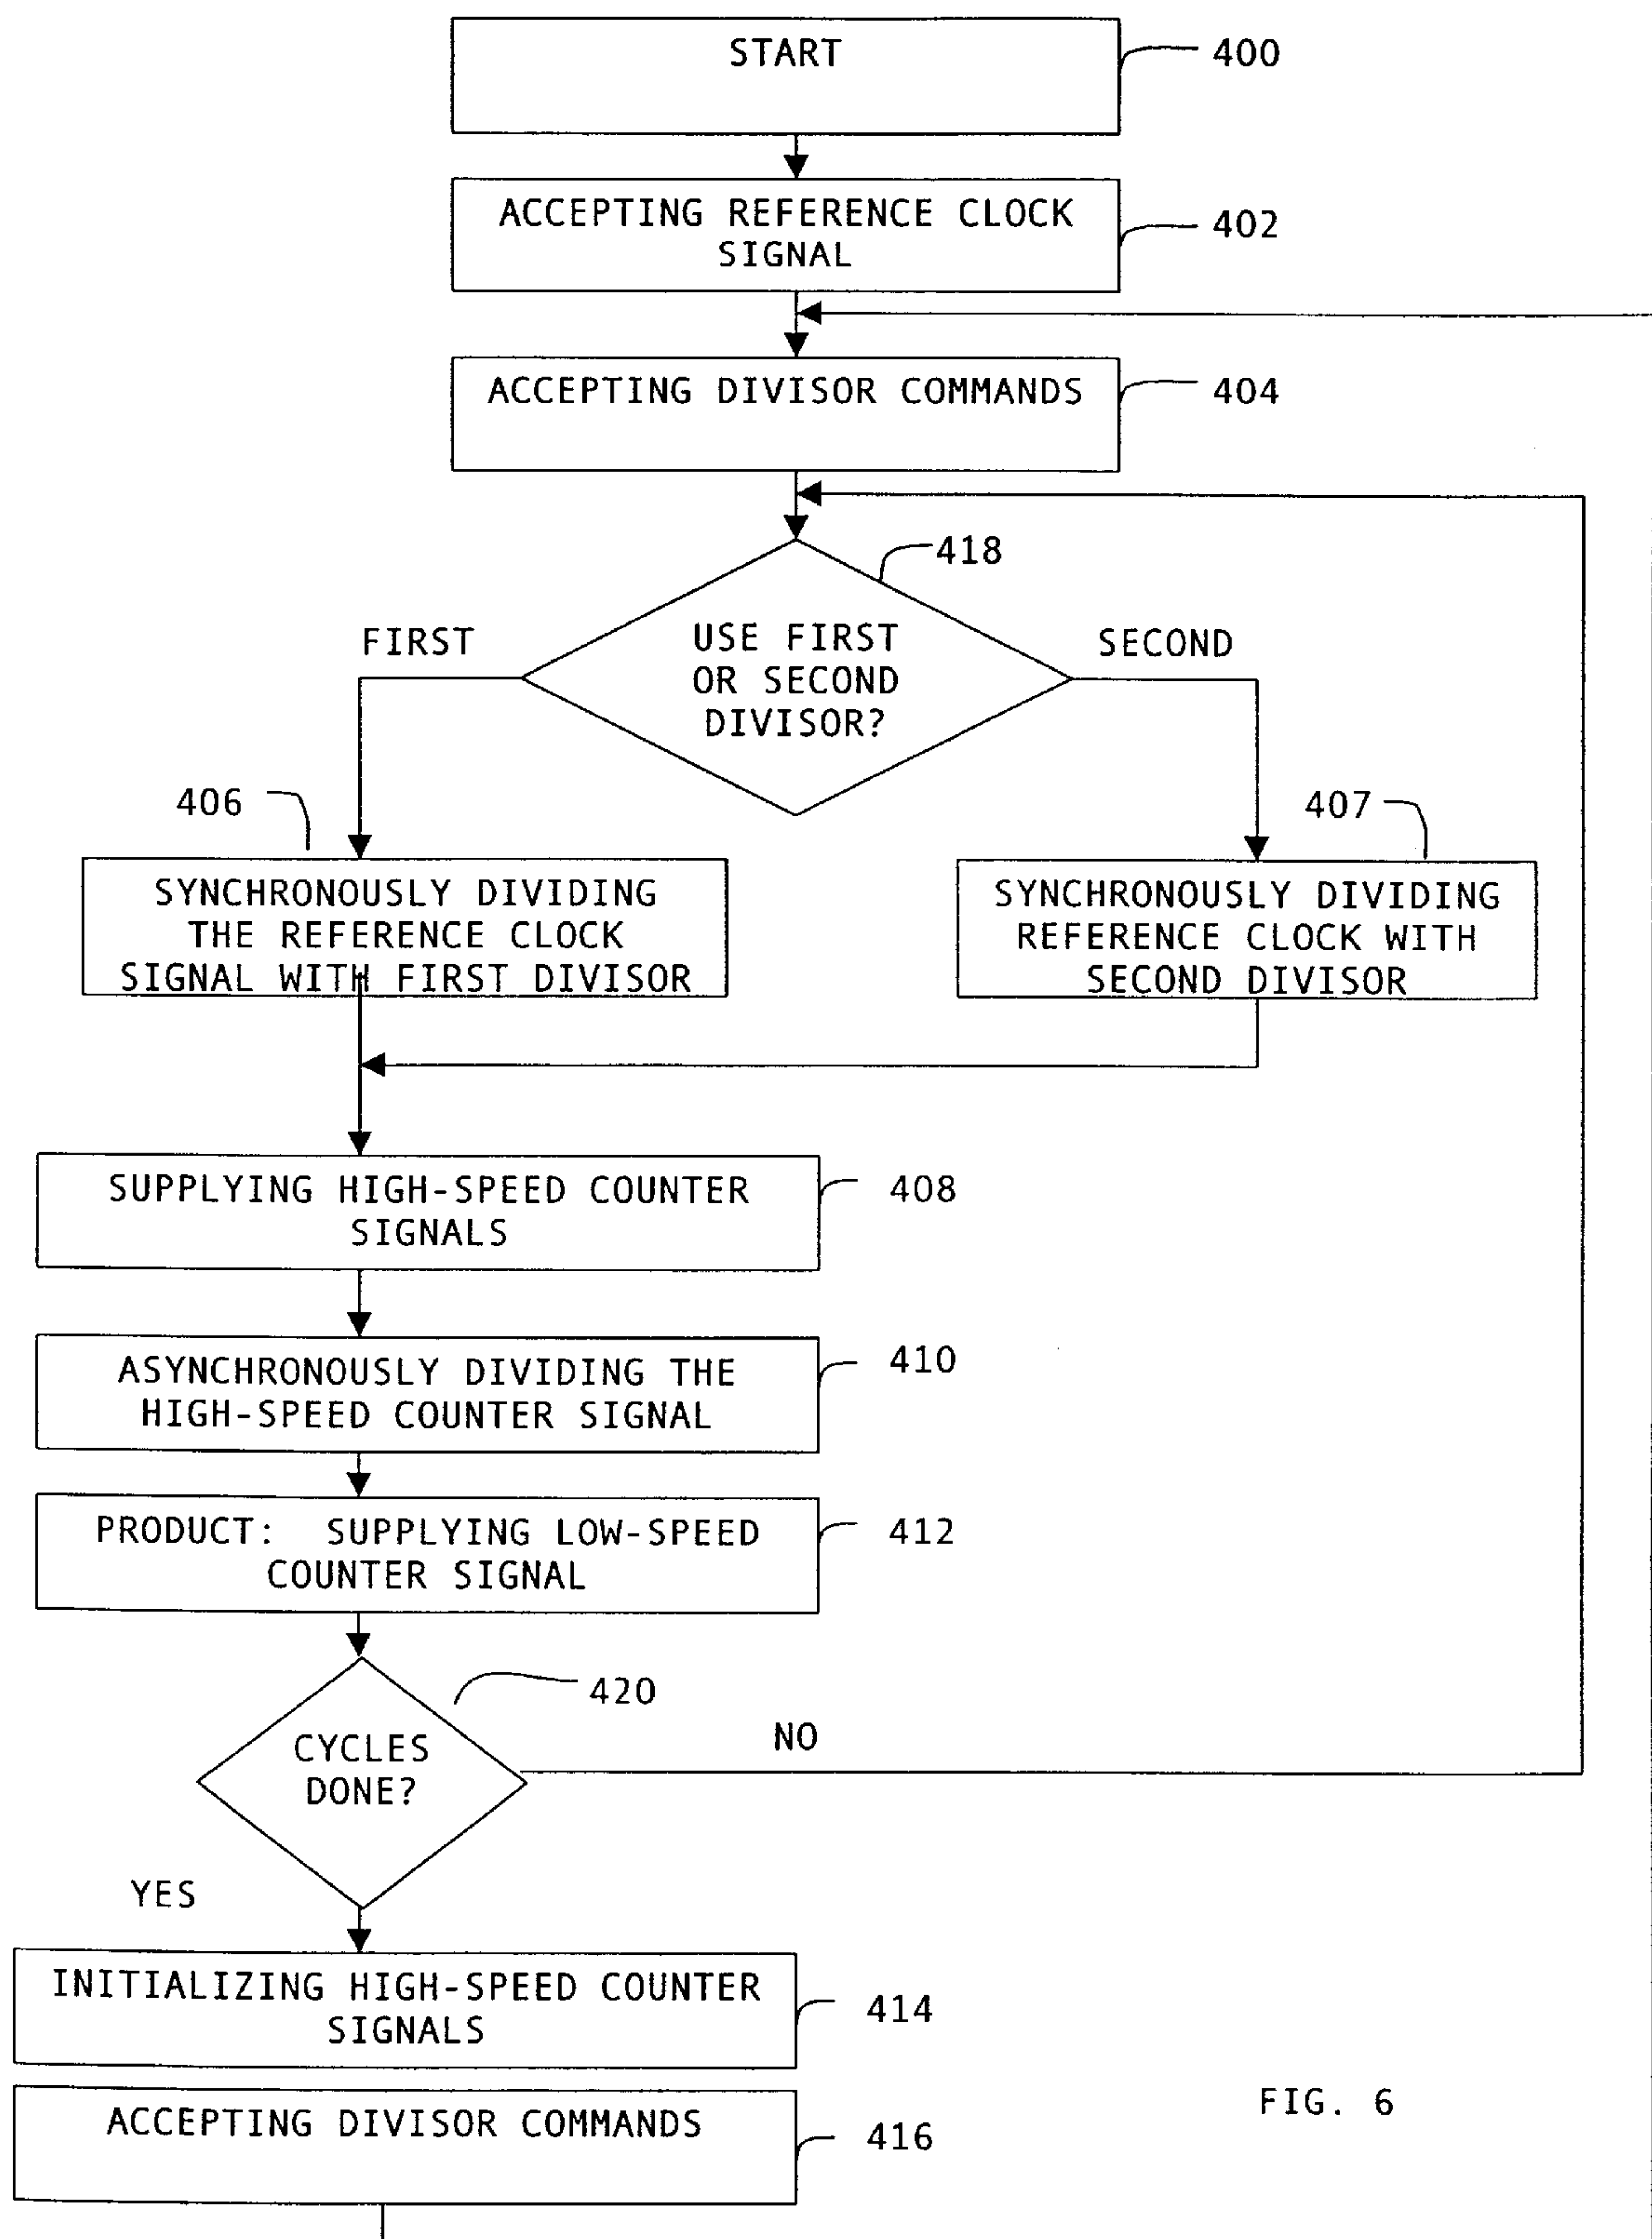 START
400
ACCEPTING REFERENCE CLOCK
SIGNAL
402
ACCEPTING DIVISOR COMMANDS
404
418
FIRST
USE FIRST
OR SECOND
DIVISOR?
SECOND
406
407
SYNCHRONOUSLY DIVIDING
THE REFERENCE CLOCK
SIGNAL WITH FIRST DIVISOR
SYNCHRONOUSLY DIVIDING
REFERENCE CLOCK WITH
SECOND DIVISOR
SUPPLYING HIGH-SPEED COUNTER
SIGNALS
408
ASYNCHRONOUSLY DIVIDING THE
HIGH-SPEED COUNTER SIGNAL
410
PRODUCT: SUPPLYING LOW-SPEED
COUNTER SIGNAL
412
420
CYCLES
DONE?
NO
YES
INITIALIZING HIGH-SPEED COUNTER
SIGNALS
414
ACCEPTING DIVISOR COMMANDS
416
FIG. 6